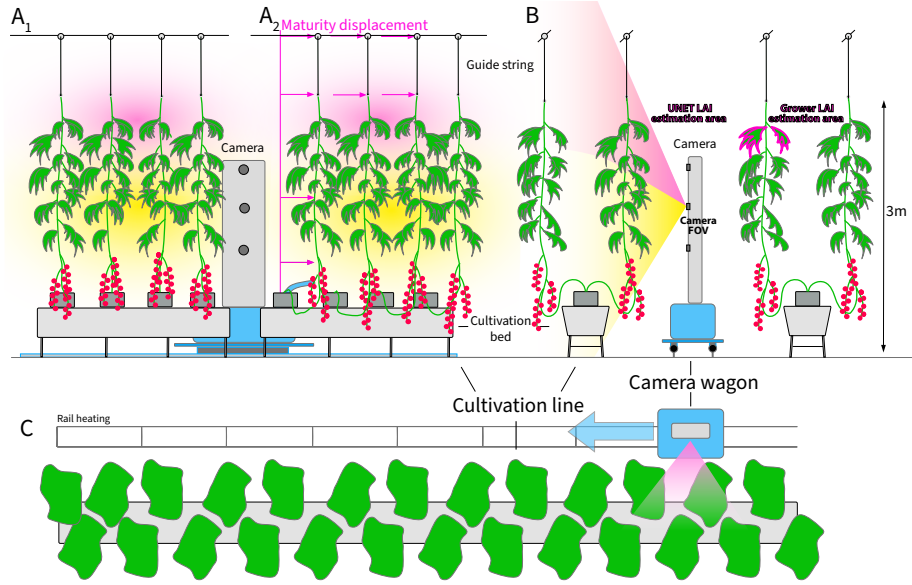 A1
A2
Maturity displacement
B
Guide string
UNET LAI
estimation area
Grower LAI
estimation area
Camera
Camera
3m
Camera
FOV
Cultivation
bed
Camera wagon
Cultivation line
C
Rail heating